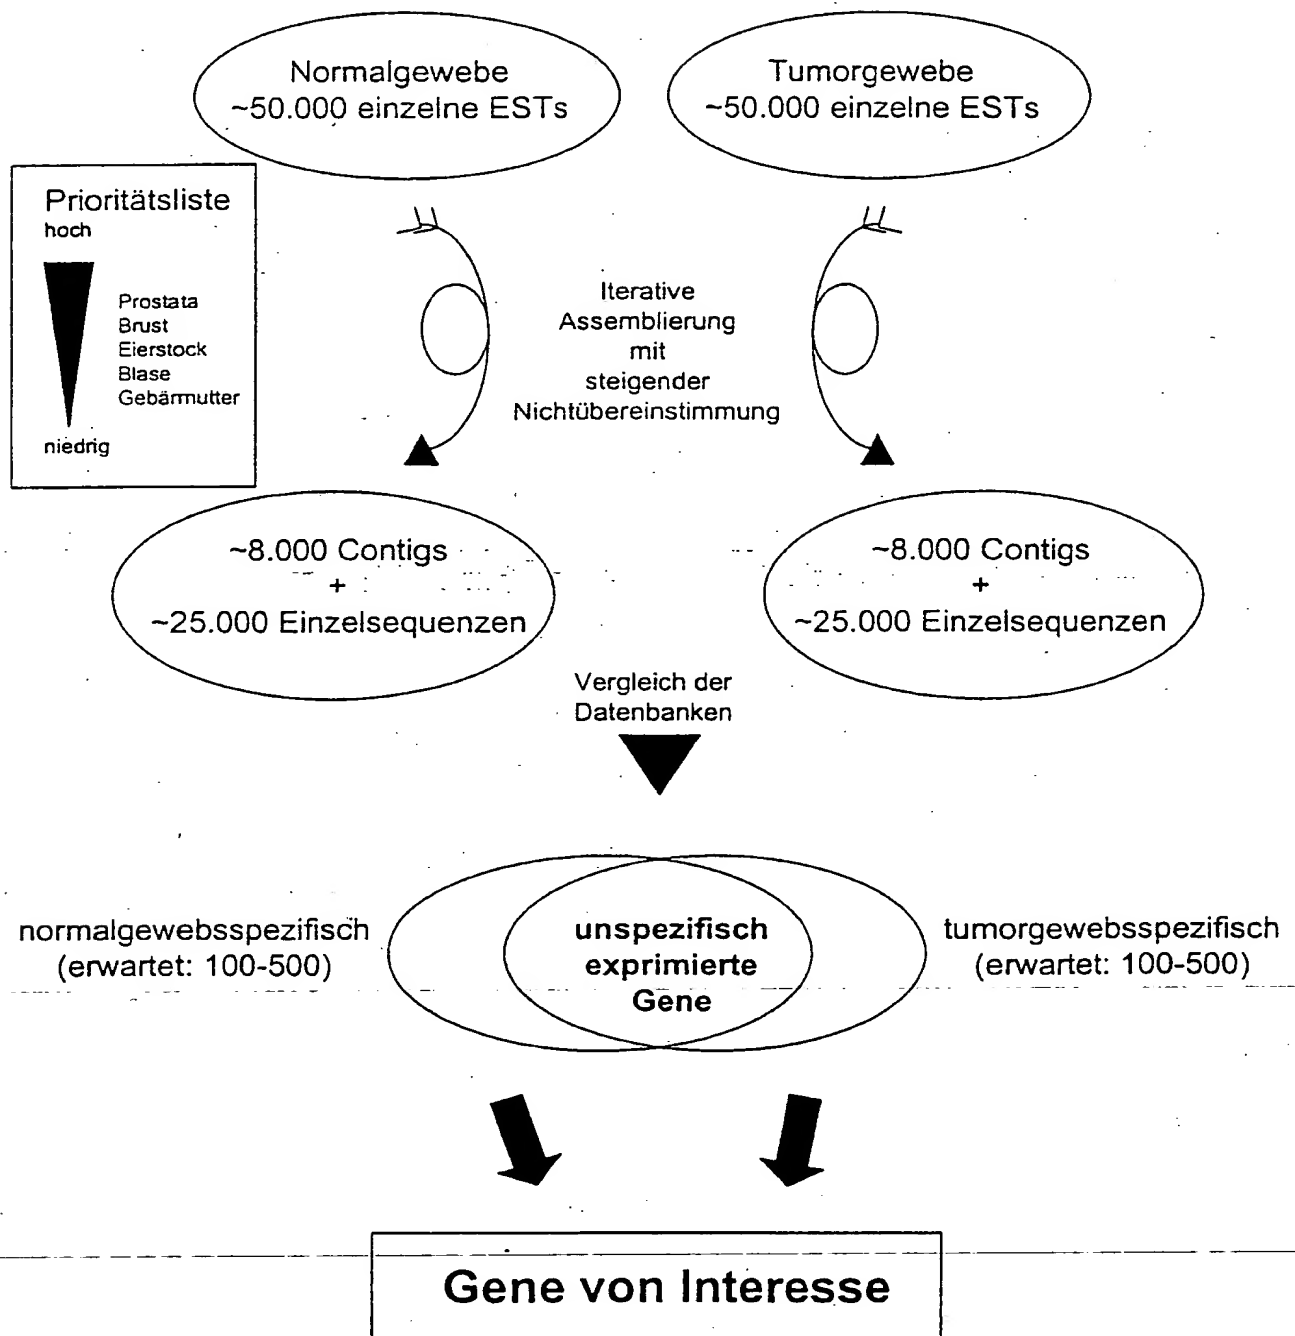 Normalgewebe
~50.000 einzelne ESTs
Tumorgewebe
~50.000 einzelne ESTs
Prioritätsliste
hoch
Prostata
Brust
Eierstock
Blase
Gebärmutter
niedrig
Iterative
Assemblierung
mit
steigender
Nichtübereinstimmung
~8.000 Contigs
+
~25.000 Einzelsequenzen
~8.000 Contigs
+
~25.000 Einzelsequenzen
Vergleich der
Datenbanken
normalgewebsspezifisch
(erwartet: 100-500)
unspezifisch
exprimierte
Gene
tumorgewebsspezifisch
(erwartet: 100-500)
Gene von Interesse